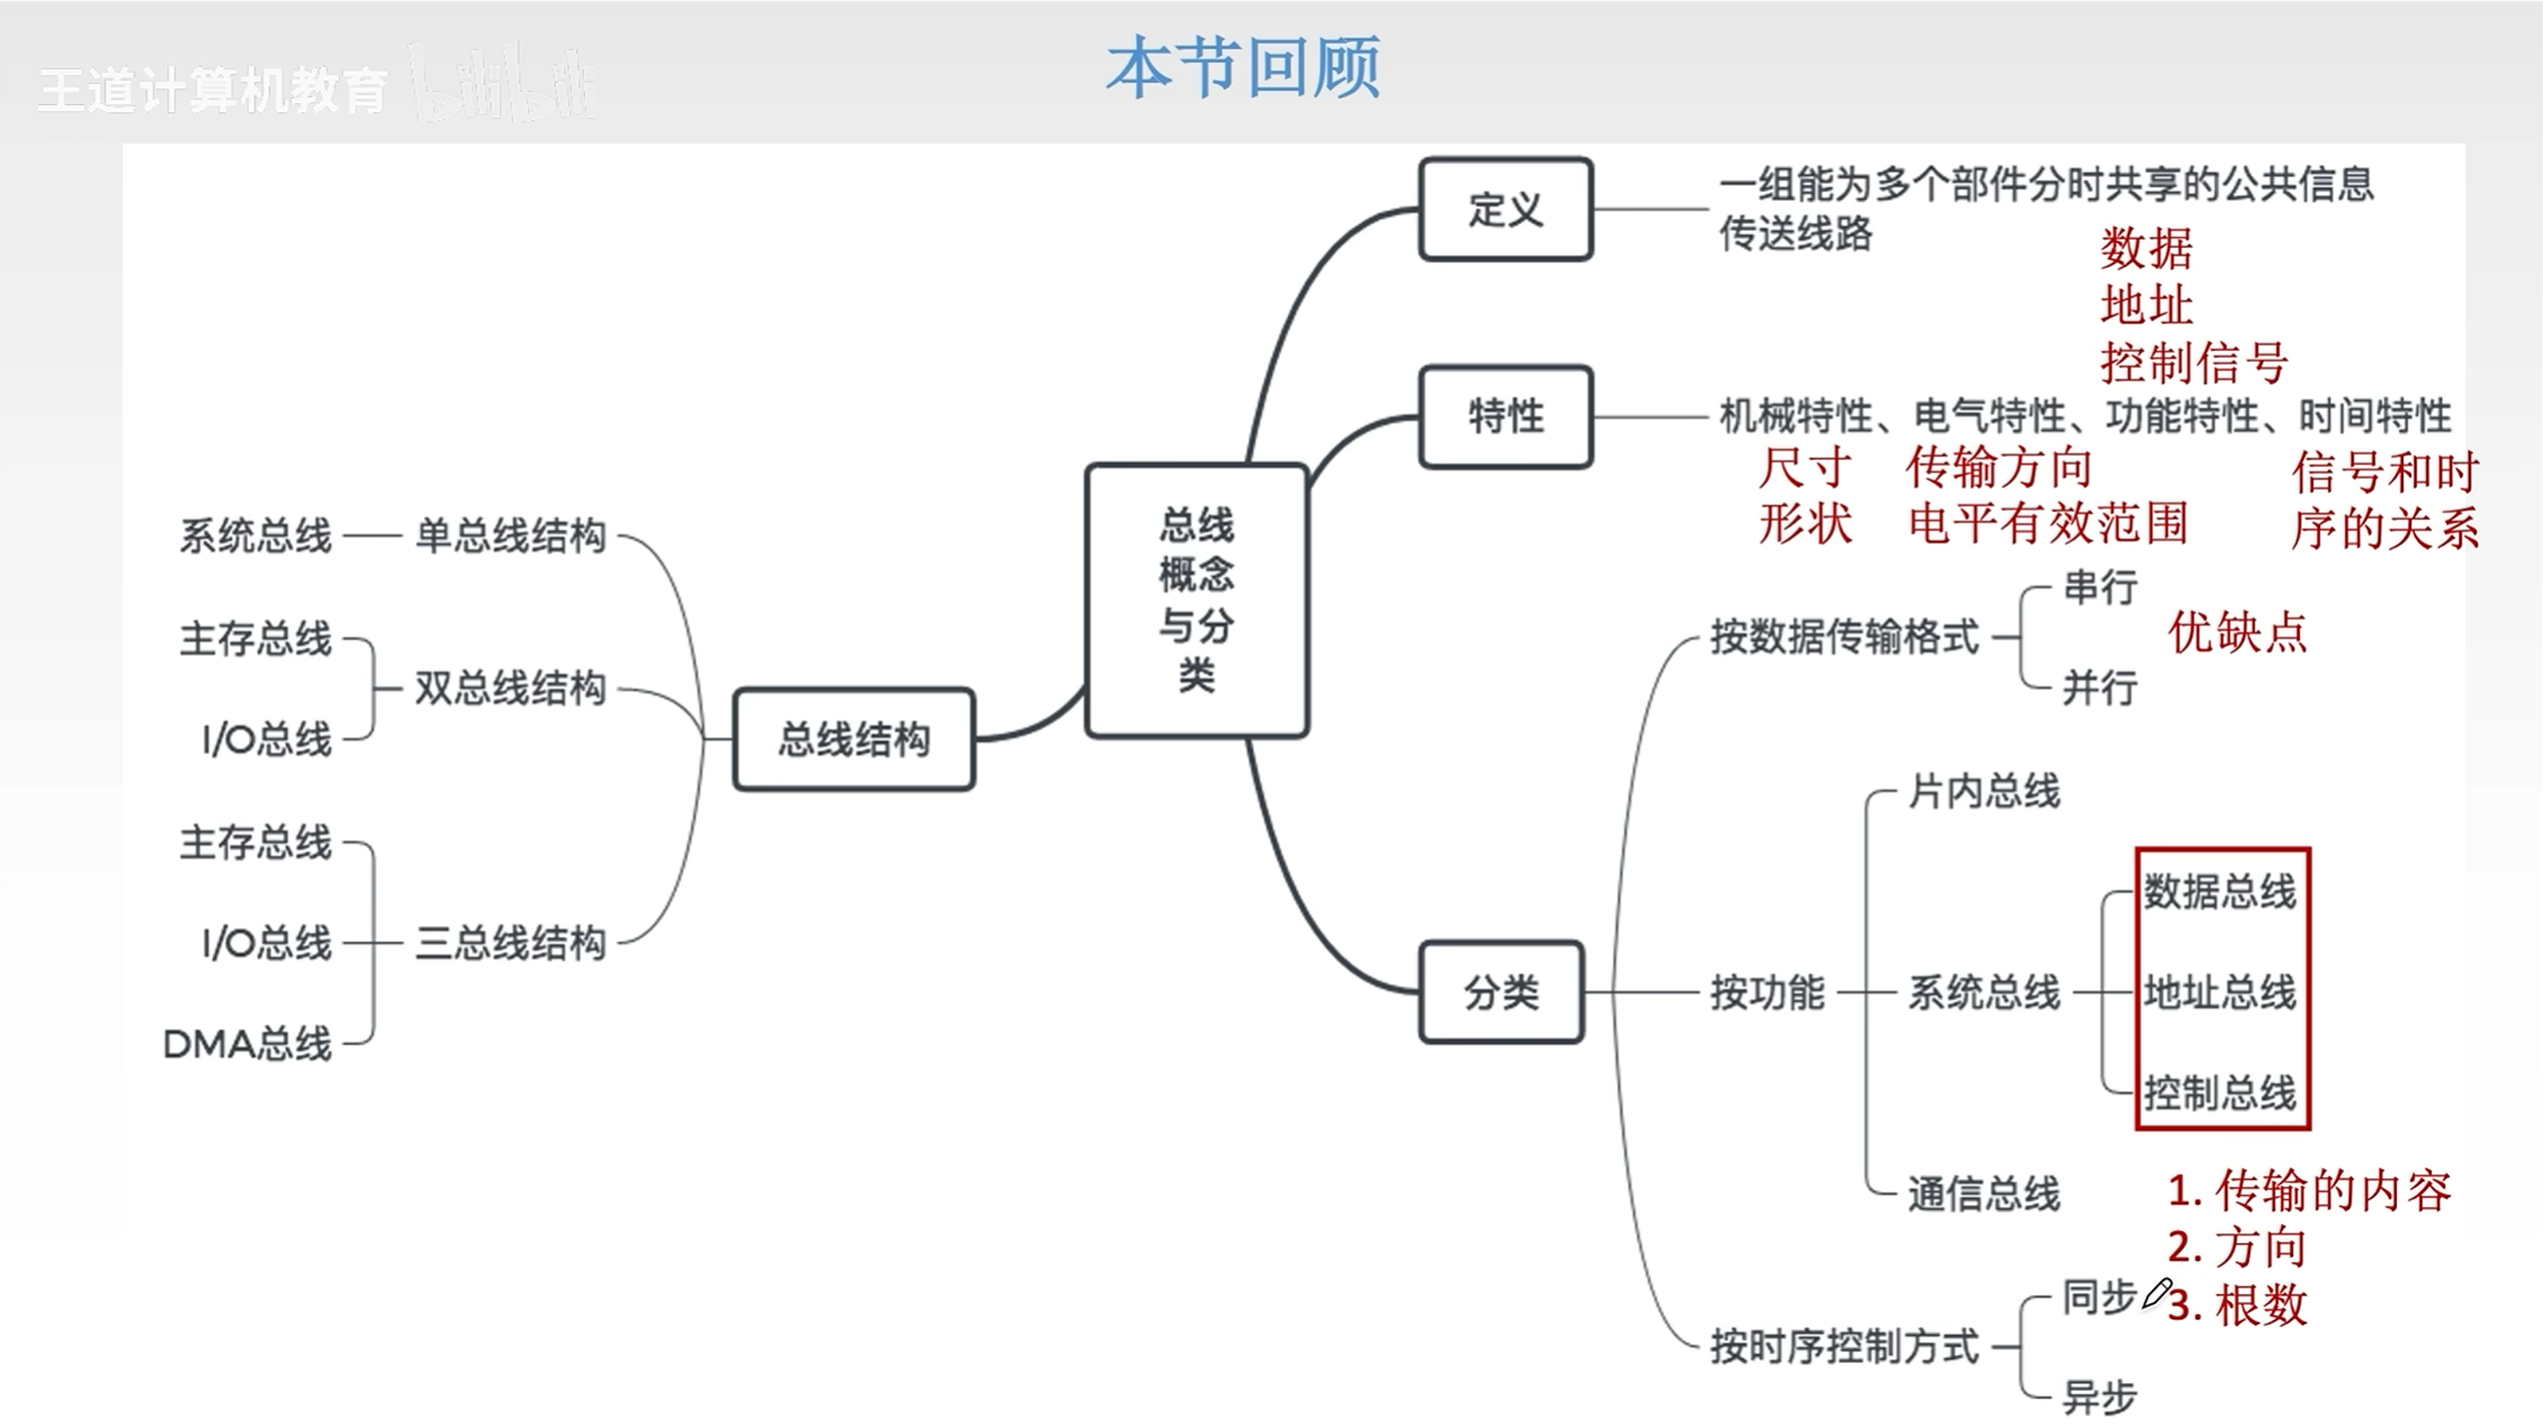 王道计算机教育 bilibili
本节回顾
定义
一组能为多个部件分时共享的公共信息
传送线路
数据
地址
控制信号
特性
机械特性、电气特性、功能特性、时间特性
尺寸
形状
传输方向
电平有效范围
信号和时
序的关系
总线
概念
与分
类
总线结构
单总线结构
系统总线
双总线结构
主存总线
I/O总线
三总线结构
主存总线
I/O总线
DMA总线
分类
按数据传输格式
串行
并行
优缺点
按功能
片内总线
系统总线
数据总线
地址总线
控制总线
通信总线
1. 传输的内容
2. 方向
3. 根数
按时序控制方式
同步
异步